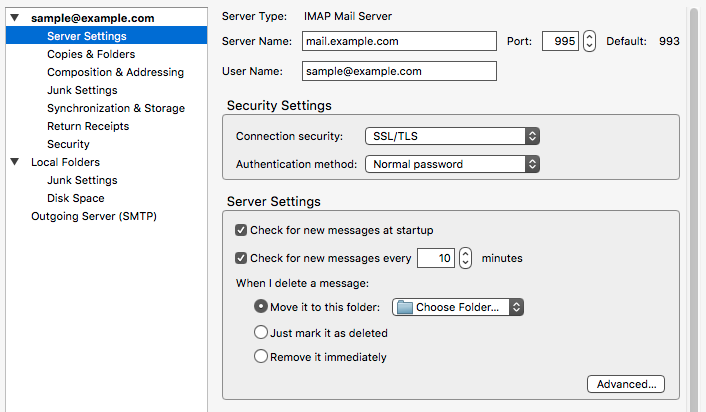 sample@example.com
Server Settings
Copies & Folders
Composition & Addressing
Junk Settings
Synchronization & Storage
Return Receipts
Security
Local Folders
Junk Settings
Disk Space
Outgoing Server (SMTP)
Server Type: IMAP Mail Server
Server Name: mail.example.com Port: 995 Default: 993
User Name: sample@example.com
Security Settings
Connection security: SSL/TLS
Authentication method: Normal password
Server Settings
Check for new messages at startup
Check for new messages every 10 minutes
When I delete a message:
Move it to this folder: Choose Folder...
Just mark it as deleted
Remove it immediately
Advanced...